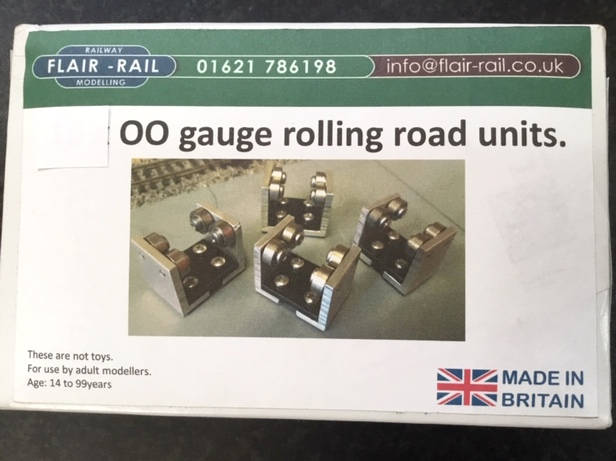 RAILWAY
FLAIR -RAIL
MODELLING
01621 786198
info@flair-rail.co.uk
OO gauge rolling road units.
These are not toys.
For use by adult modellers.
Age: 14 to 99years
MADE IN
BRITAIN